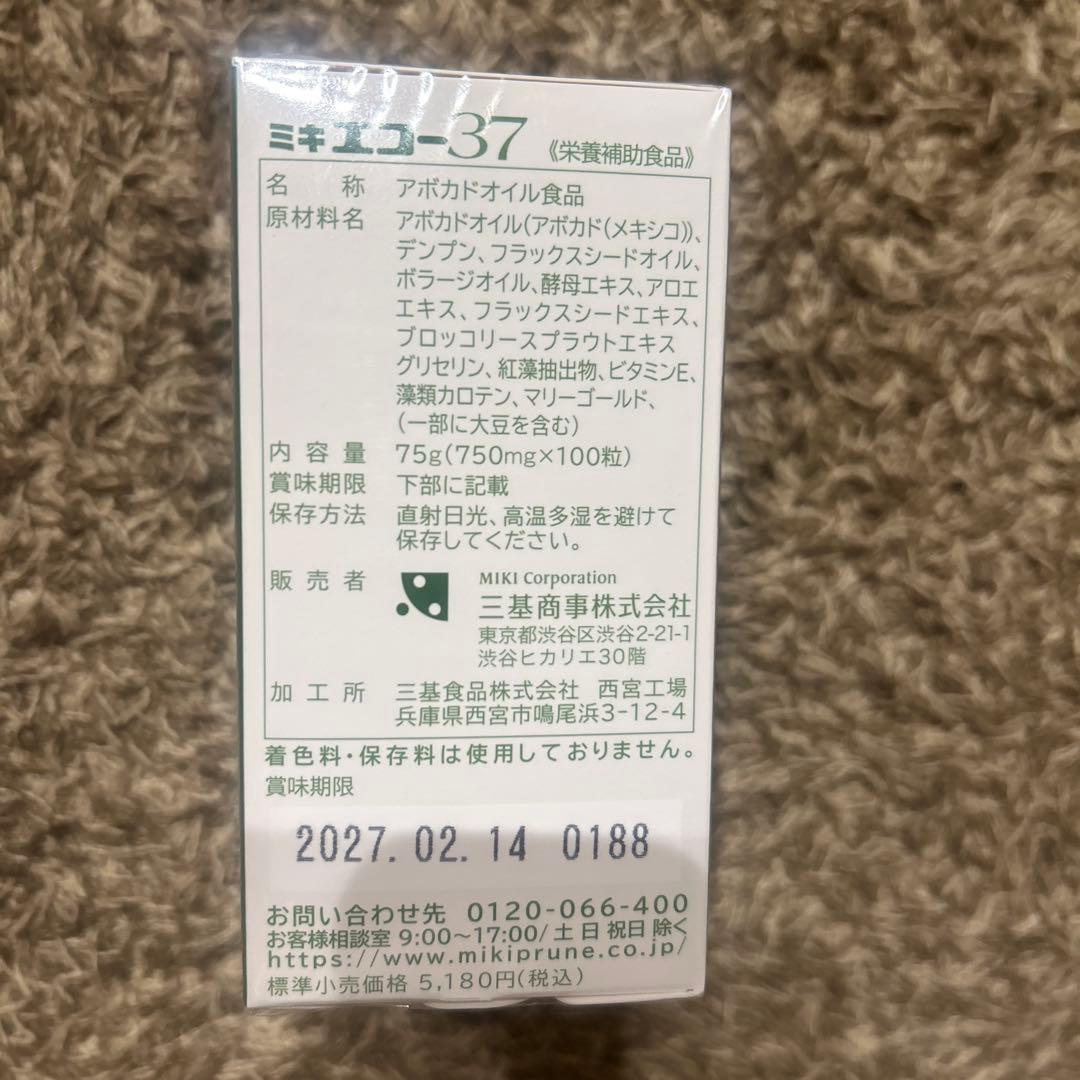 ミキ エコー37 《栄養補助食品》
名称 アボカドオイル食品
原材料名 アボカドオイル(アボカド(メキシコ))、
デンプン、フラックスシードオイル、
ボラージオイル、酵母エキス、アロエ
エキス、フラックスシードエキス、
ブロッコリースプラウトエキス
グリセリン、紅藻抽出物、ビタミンE、
藻類カロテン、マリーゴールド、
(一部に大豆を含む)
内容量 75g(750mg×100粒)
賞味期限 下部に記載
保存方法 直射日光、高温多湿を避けて
保存してください。
販売者 MIKI Corporation
三基商事株式会社
東京都渋谷区渋谷2-21-1
渋谷ヒカリエ30階
加工所 三基食品株式会社 西宮工場
兵庫県西宮市鳴尾浜3-12-4
着色料・保存料は使用しておりません。
賞味期限
2027.02.14 0188
お問い合わせ先 0120-066-400
お客様相談室 9:00～17:00/ 土 日 祝日 除く
https://www.mikiprune.co.jp/
標準小売価格 5,180円(税込)